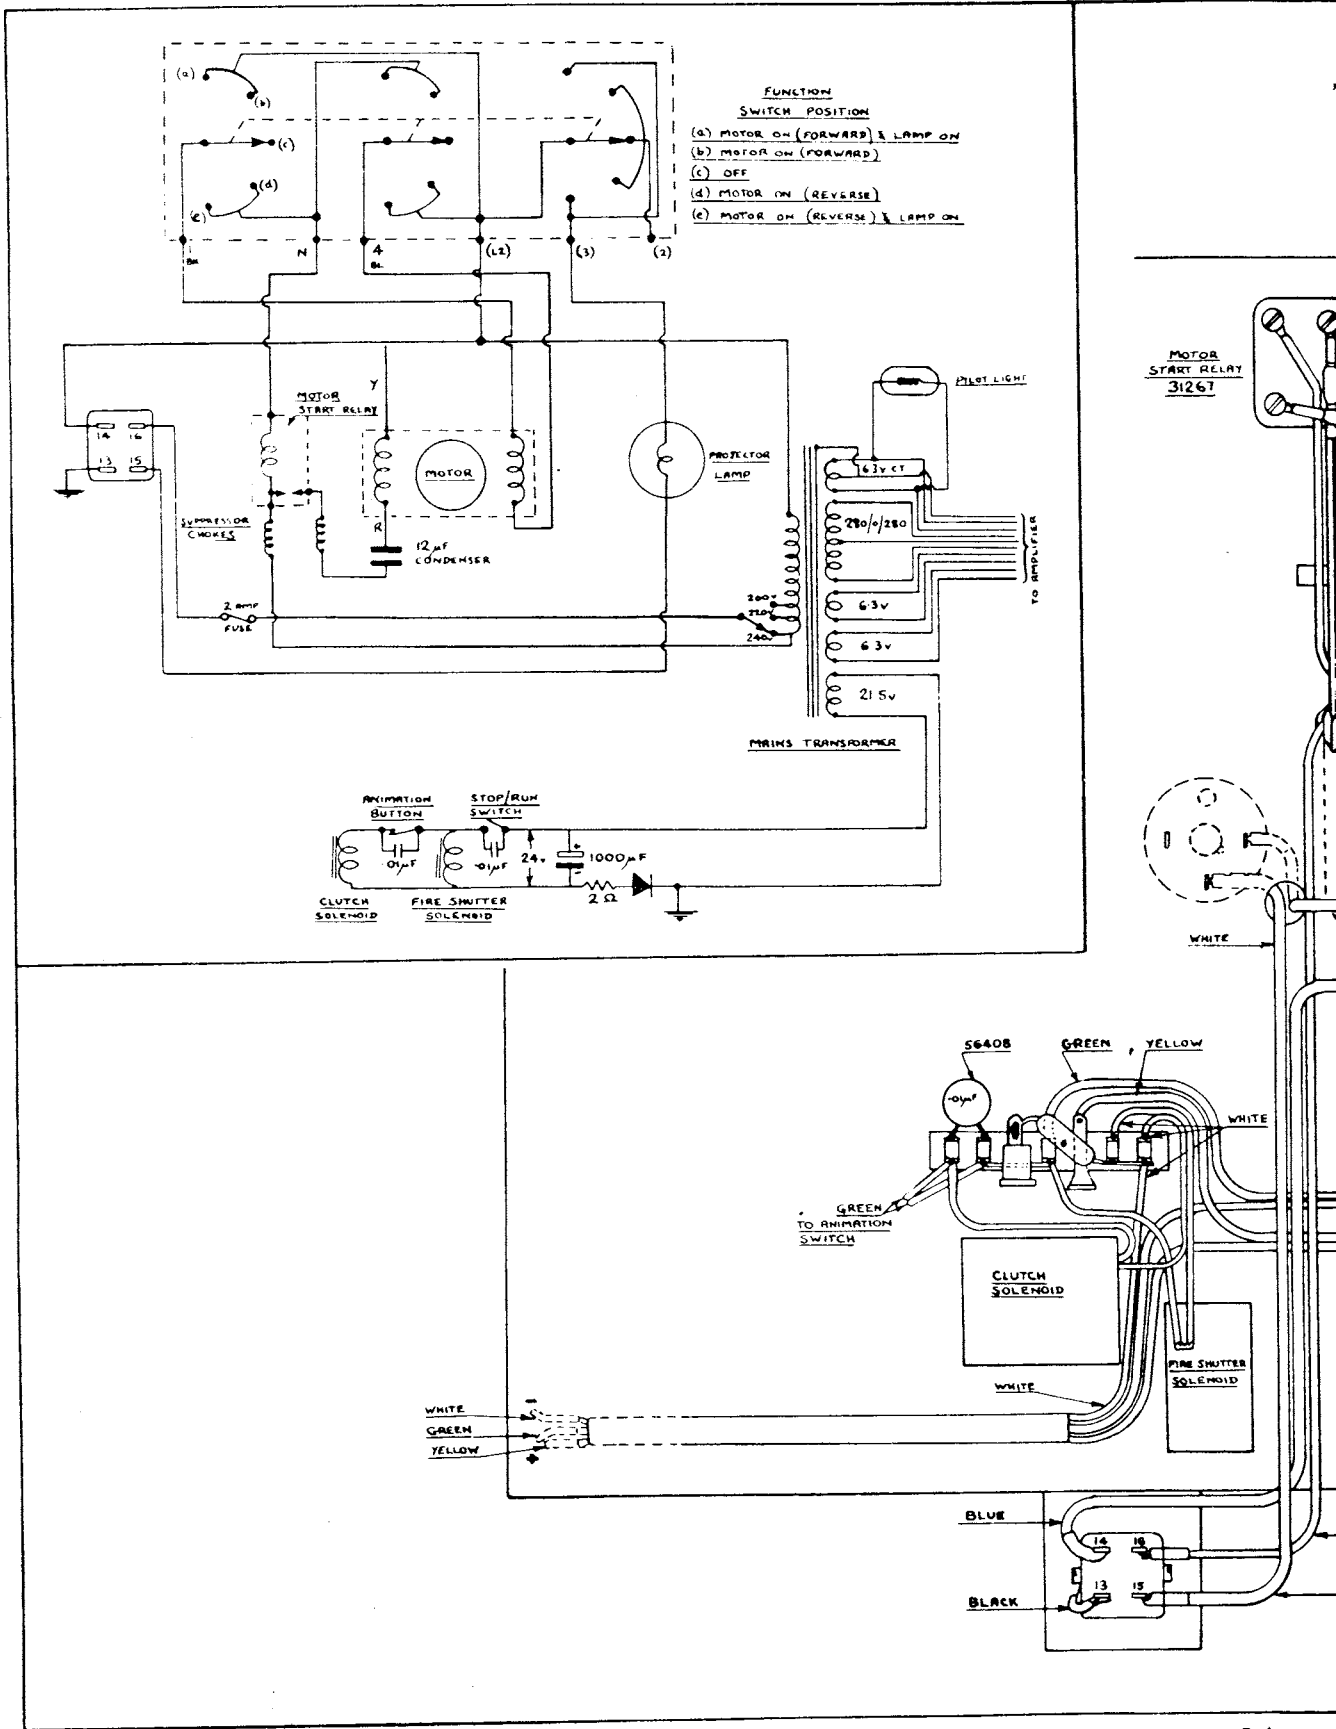 FUNCTION
SWITCH POSITION
(a) MOTOR ON (FORWARD) & LAMP ON
(b) MOTOR ON (FORWARD)
(c) OFF
(d) MOTOR ON (REVERSE)
(e) MOTOR ON (REVERSE) & LAMP ON
(a)
(b)
(c)
(d)
(e)
1
N
4
(L2)
(3)
(2)
BL
Y
MOTOR
START RELAY
14
16
13
15
MOTOR
PROJECTOR
LAMP
PILOT LIGHT
SUPPRESSOR
CHOKES
R
12µF
CONDENSER
2 AMP
FUSE
200v
220v
240v
6·3v CT
280/0/280
6·3v
6·3v
21·5v
TO AMPLIFIER
MAINS TRANSFORMER
ANIMATION
BUTTON
STOP/RUN
SWITCH
·01µF
·01µF
24v
+
1000µF
-
2 Ω
CLUTCH
SOLENOID
FIRE SHUTTER
SOLENOID
MOTOR
START RELAY
31267
WHITE
56408
GREEN
YELLOW
·01µF
WHITE
GREEN
TO ANIMATION
SWITCH
CLUTCH
SOLENOID
FIRE SHUTTER
SOLENOID
WHITE
-
WHITE
GREEN
YELLOW
+
BLUE
14
16
13
15
BLACK